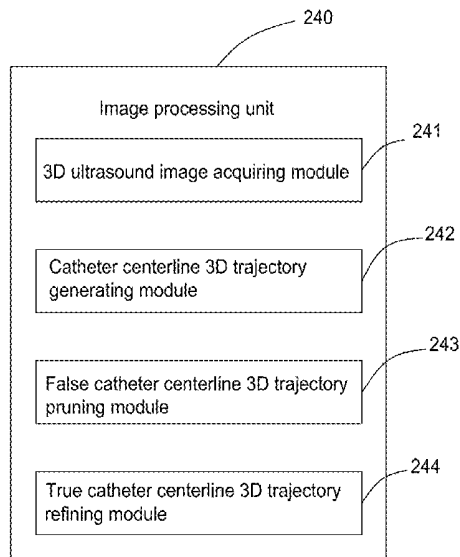 240
Image processing unit
241
3D ultrasound image acquiring module
242
Catheter centerline 3D trajectory
generating module
243
False catheter centerline 3D trajectory
pruning module
244
True catheter centerline 3D trajectory
refining module